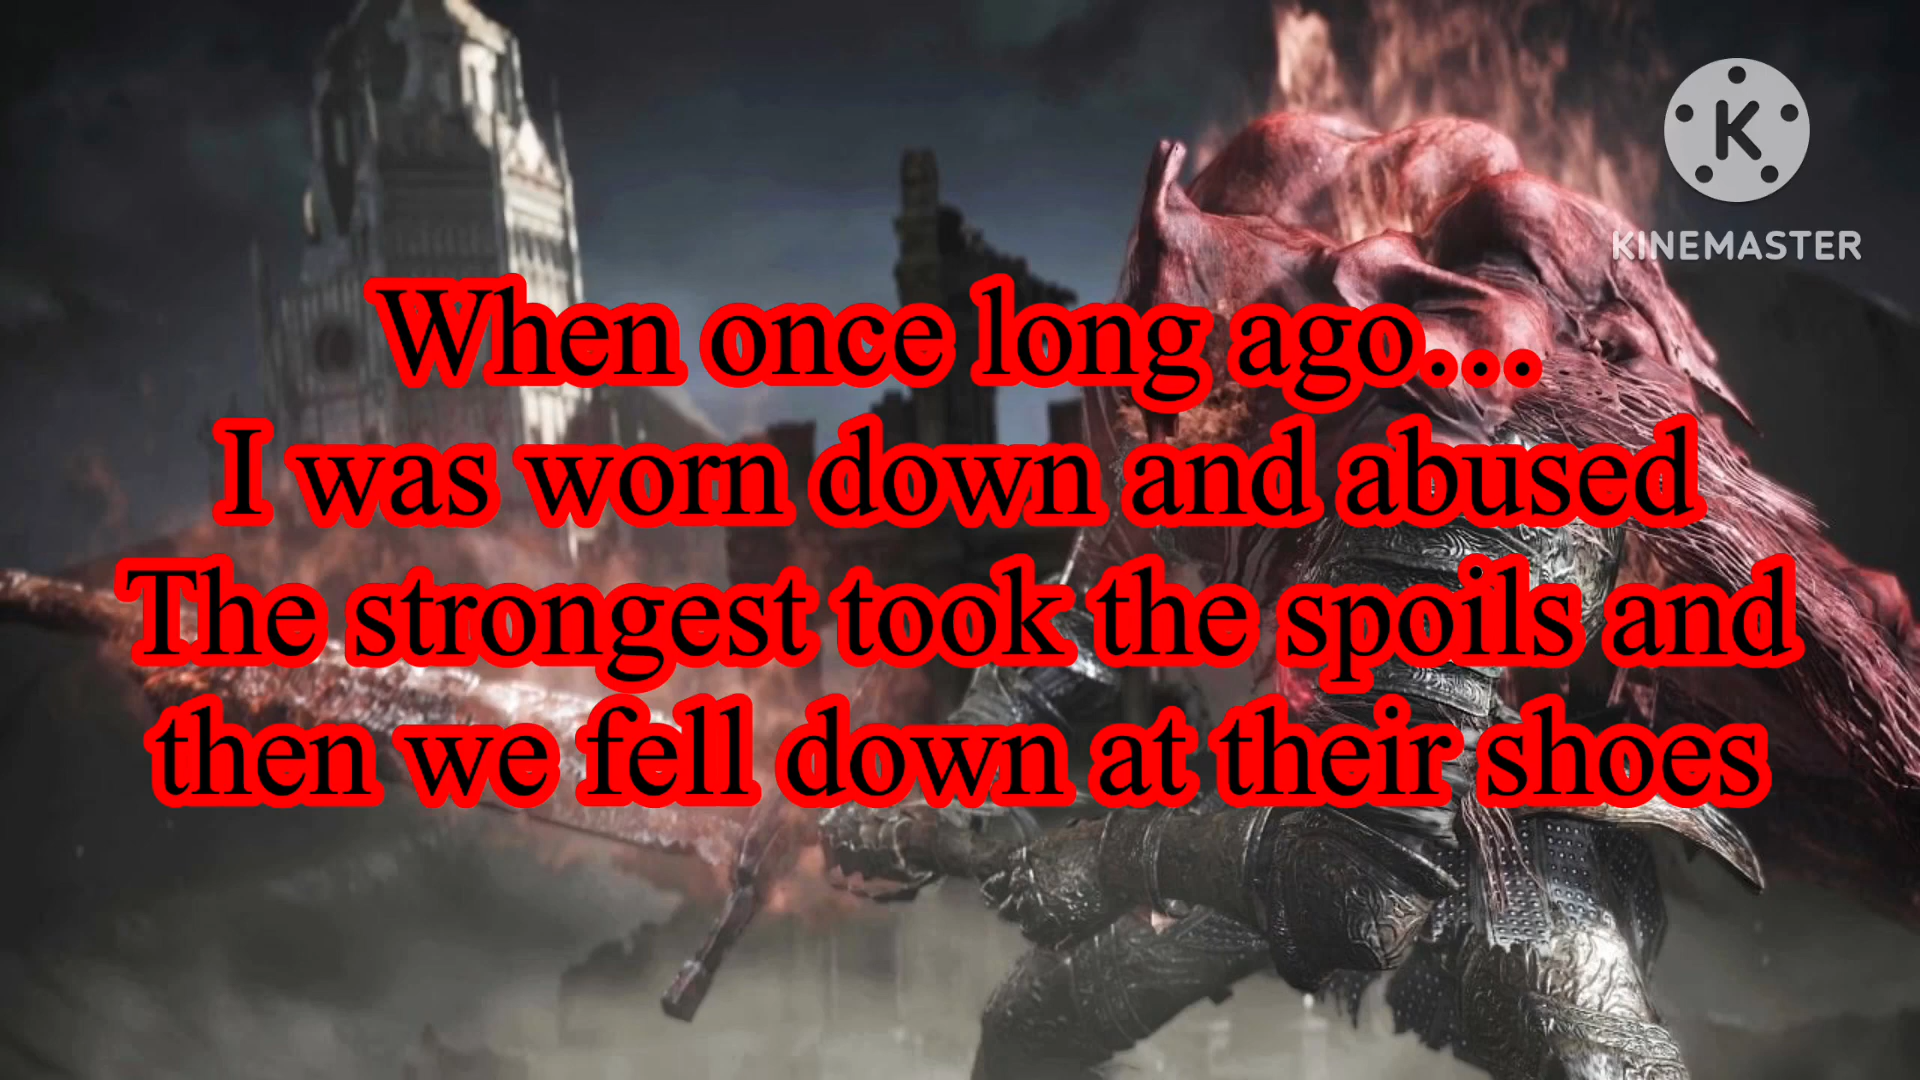 K
KINEMASTER
When once long ago...
I was worn down and abused
The strongest took the spoils and
then we fell down at their shoes